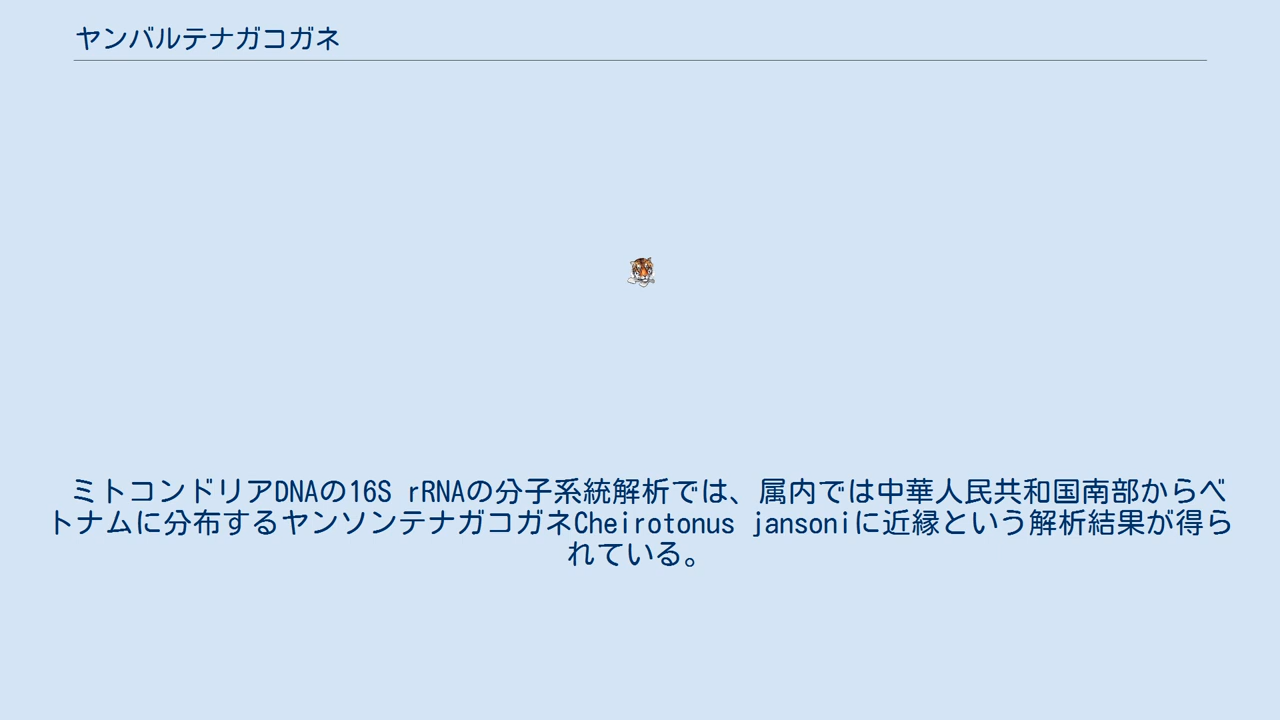 ヤンバルテナガコガネ
ミトコンドリアDNAの16S rRNAの分子系統解析では、属内では中華人民共和国南部からベ
トナムに分布するヤンソンテナガコガネCheirotonus jansoniに近縁という解析結果が得ら
れている。